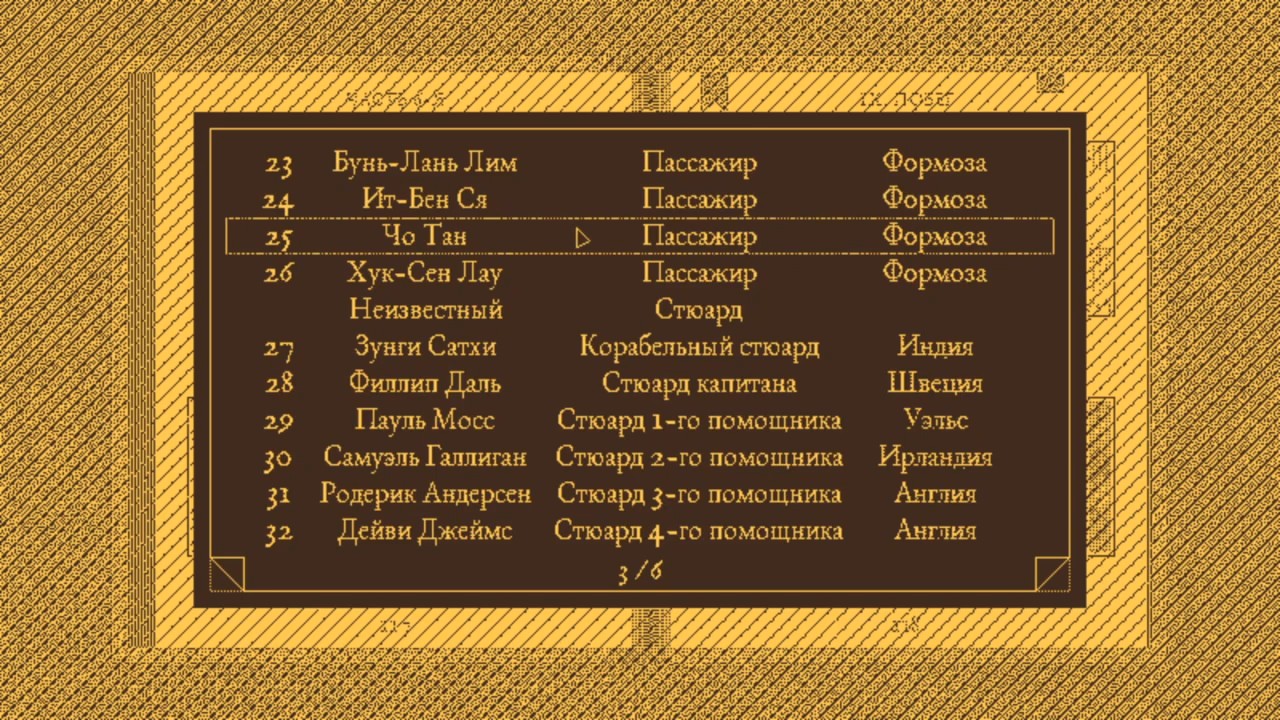 IX. ПОБЕГ
23 Бунь-Лань Лим Пассажир Формоза
24 Ит-Бен Ся Пассажир Формоза
25 Чо Тан Пассажир Формоза
26 Хук-Сен Лау Пассажир Формоза
Неизвестный Стюард
27 Зунги Сатхи Корабельный стюард Индия
28 Филлип Даль Стюард капитана Швеция
29 Пауль Мосс Стюард 1-го помощника Уэльс
30 Самуэль Галлиган Стюард 2-го помощника Ирландия
31 Родерик Андерсен Стюард 3-го помощника Англия
32 Дейви Джеймс Стюард 4-го помощника Англия
3/6